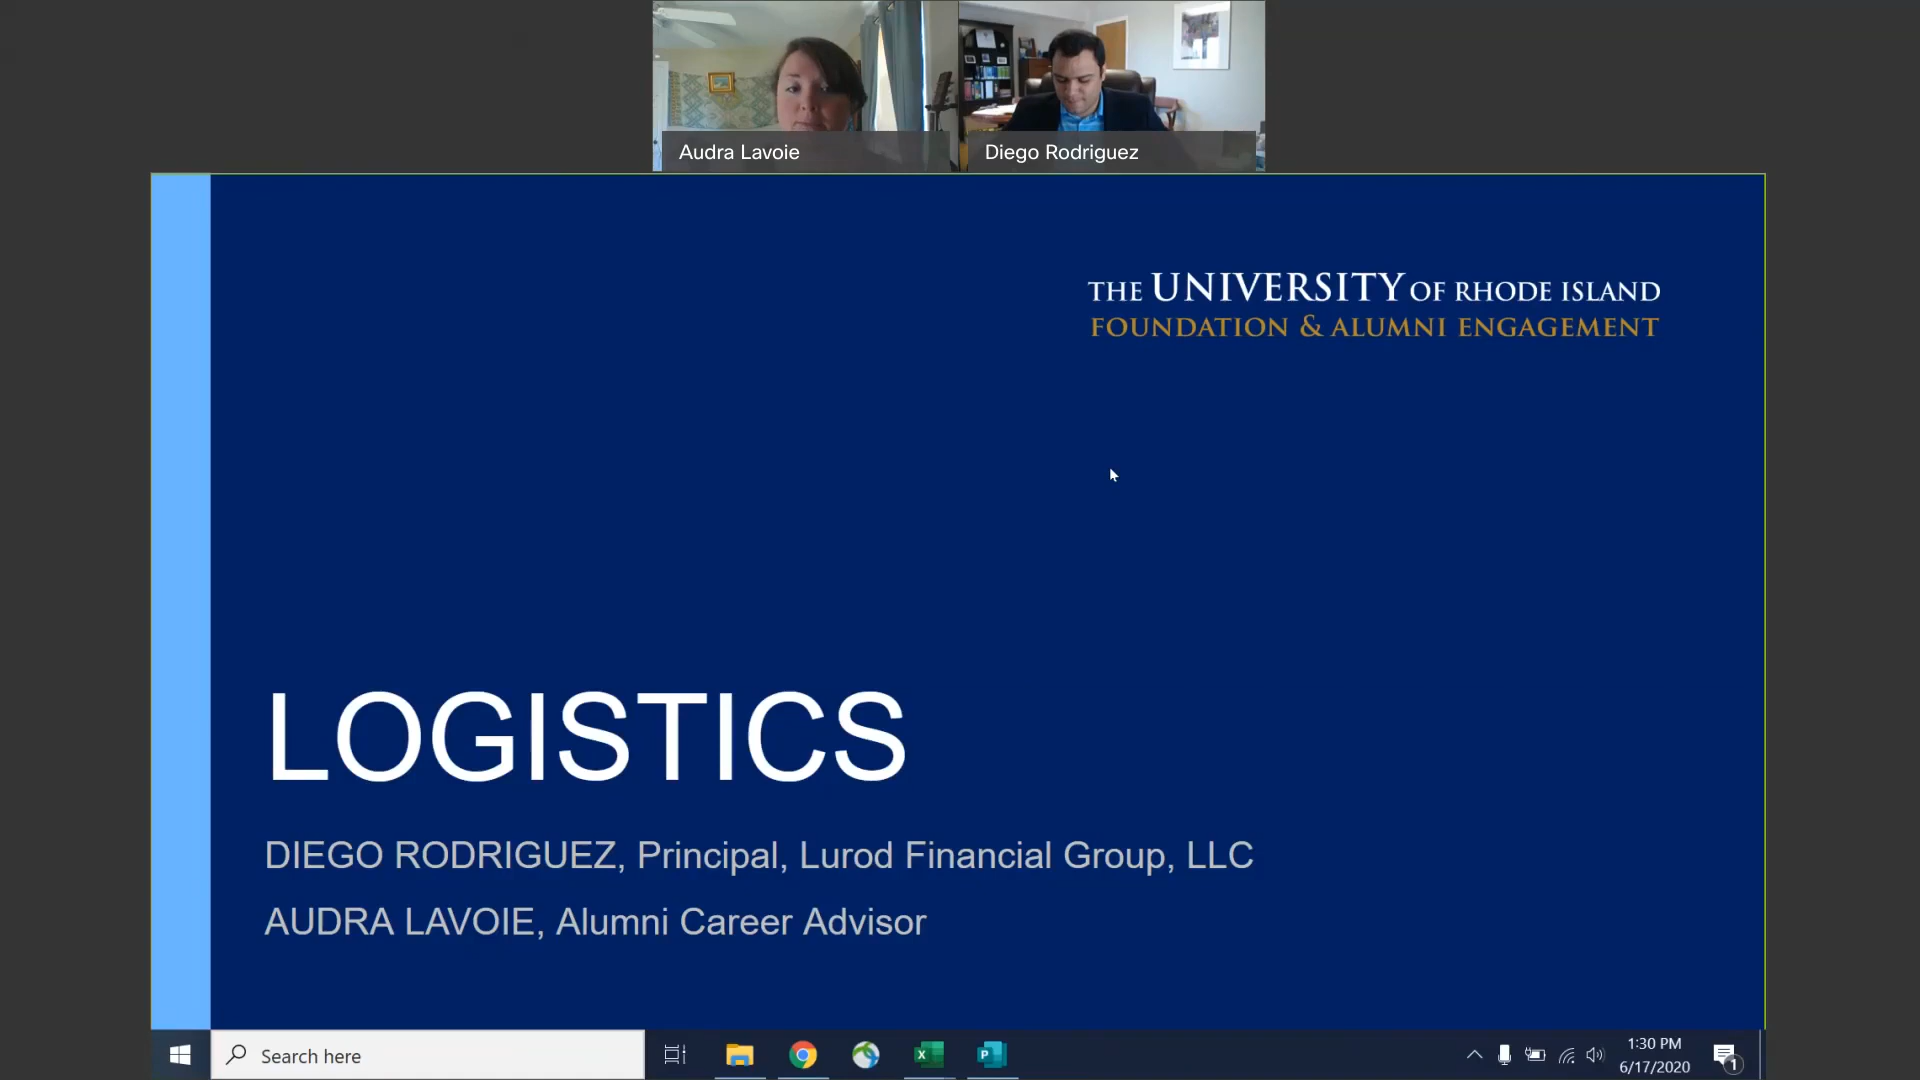 Audra Lavoie
Diego Rodriguez
THE UNIVERSITY OF RHODE ISLAND
FOUNDATION & ALUMNI ENGAGEMENT
LOGISTICS
DIEGO RODRIGUEZ, Principal, Lurod Financial Group, LLC
AUDRA LAVOIE, Alumni Career Advisor
Search here
1:30 PM
6/17/2020
1